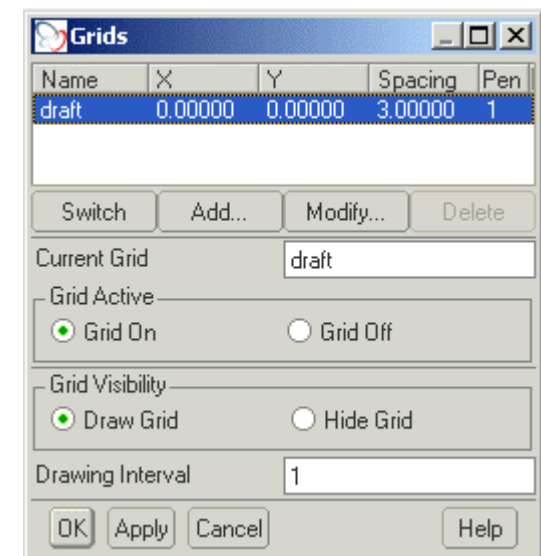 Grids
Name X Y Spacing Pen
draft 0.00000 0.00000 3.00000 1
Switch Add... Modify... Delete
Current Grid draft
Grid Active
Grid On Grid Off
Grid Visibility
Draw Grid Hide Grid
Drawing Interval 1
OK Apply Cancel Help